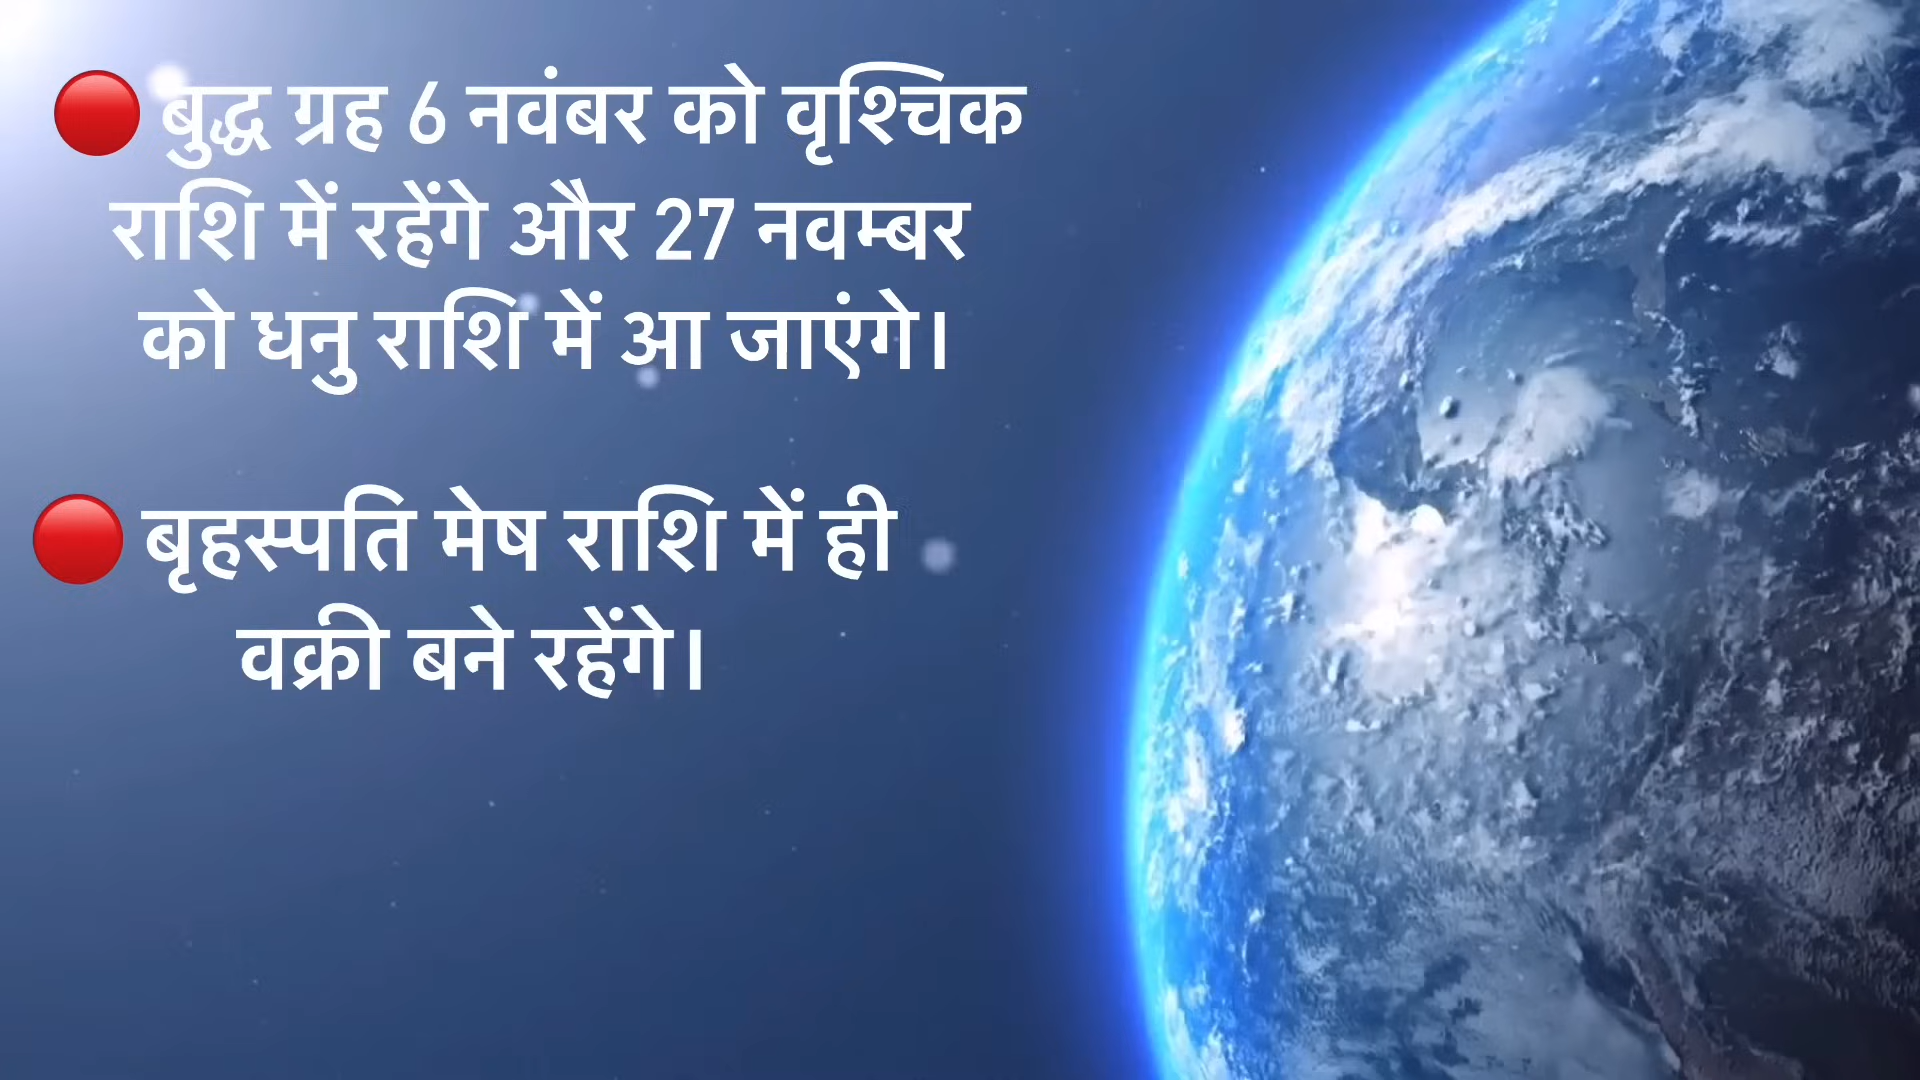 🔴 बुद्ध ग्रह 6 नवंबर को वृश्चिक
राशि में रहेंगे और 27 नवम्बर
को धनु राशि में आ जाएंगे।
🔴 बृहस्पति मेष राशि में ही
वक्री बने रहेंगे।